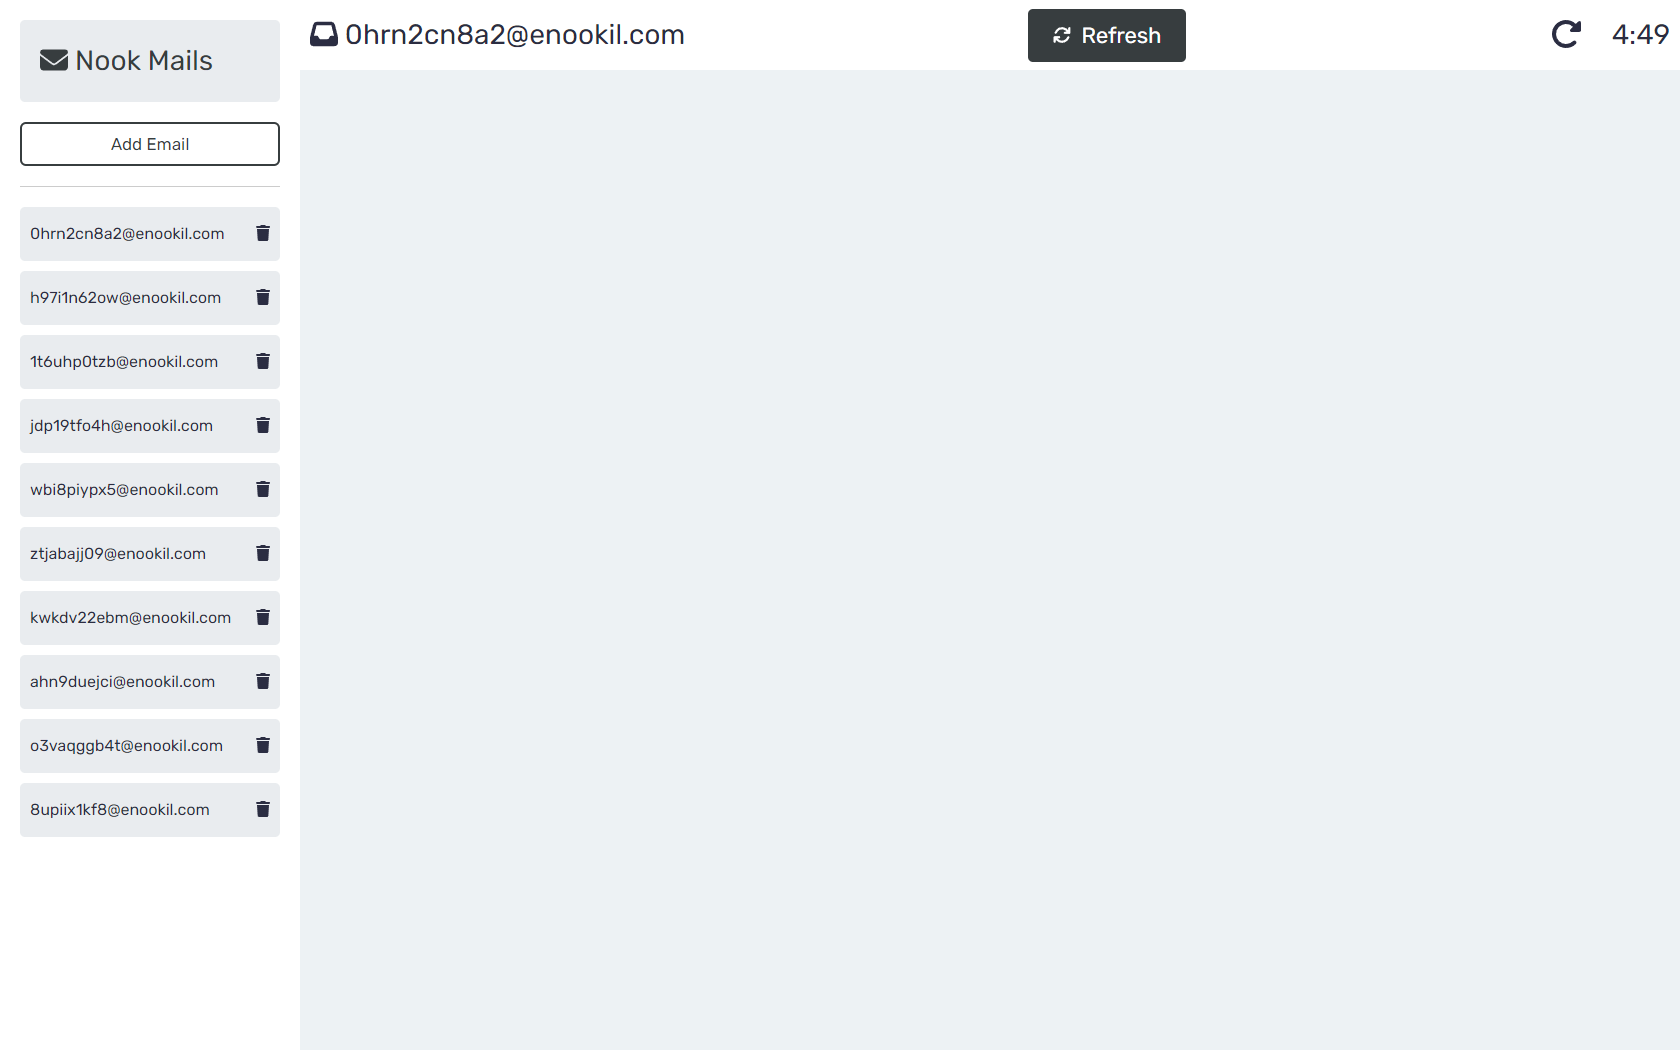 Nook Mails
Add Email
0hrn2cn8a2@enookil.com
h97i1n62ow@enookil.com
1t6uhp0tzb@enookil.com
jdp19tfo4h@enookil.com
wbi8piypx5@enookil.com
ztjabajj09@enookil.com
kwkdv22ebm@enookil.com
ahn9duejci@enookil.com
o3vaqggb4t@enookil.com
8upiix1kf8@enookil.com
0hrn2cn8a2@enookil.com
Refresh
4:49